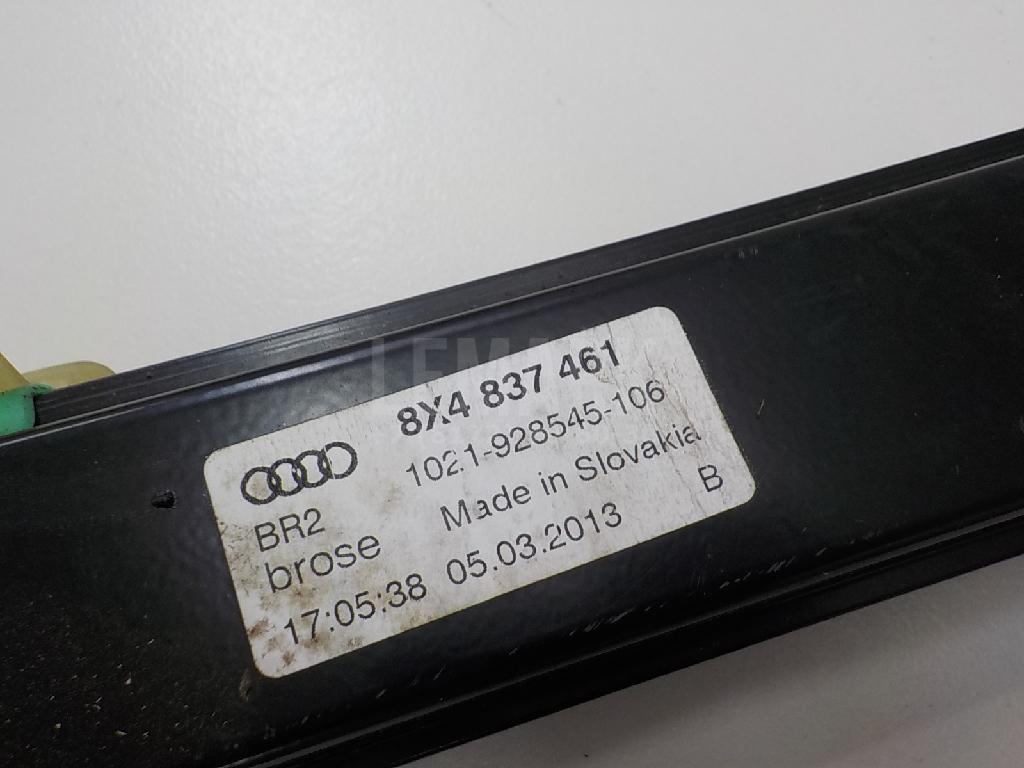 8X4 837 461
1021-928545-106
BR2
Made in Slovakia
brose
B
17:05:38 05.03.2013